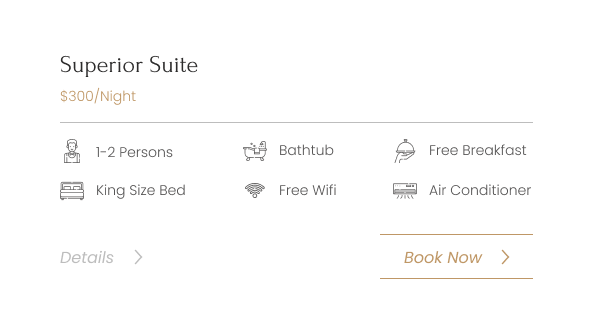 Superior Suite
$300/Night
1-2 Persons
Bathtub
Free Breakfast
King Size Bed
Free Wifi
Air Conditioner
Details
Book Now